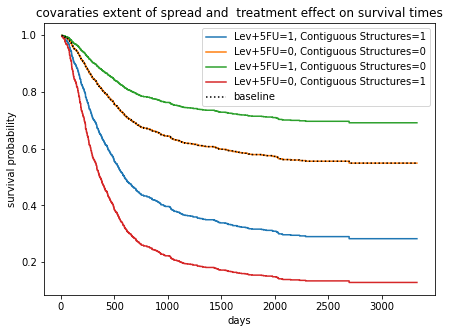 covaraties extent of spread and  treatment effect on survival times
Lev+5FU=1, Contiguous Structures=1
Lev+5FU=0, Contiguous Structures=0
Lev+5FU=1, Contiguous Structures=0
Lev+5FU=0, Contiguous Structures=1
baseline
survival probability
1.0
0.8
0.6
0.4
0.2
0 500 1000 1500 2000 2500 3000
days